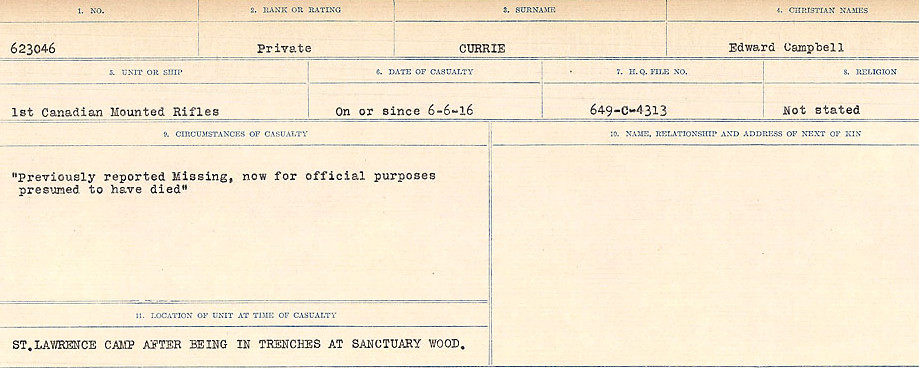 1. NO.
2. RANK OR RATING
3. SURNAME
4. CHRISTIAN NAMES
623046
Private
CURRIE
Edward Campbell
5. UNIT OR SHIP
6. DATE OF CASUALTY
7. H. Q. FILE NO.
8. RELIGION
1st Canadian Mounted Rifles
On or since 6-6-16
649-C-4313
Not stated
9. CIRCUMSTANCES OF CASUALTY
10. NAME, RELATIONSHIP AND ADDRESS OF NEXT OF KIN
"Previously reported Missing, now for official purposes
presumed to have died"
11. LOCATION OF UNIT AT TIME OF CASUALTY
ST.LAWRENCE CAMP AFTER BEING IN TRENCHES AT SANCTUARY WOOD.